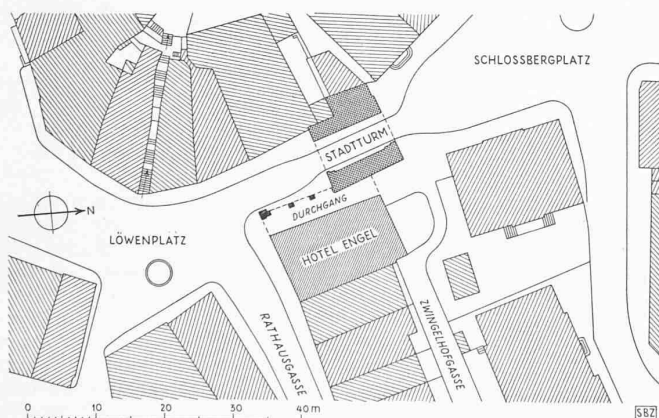 SCHLOSSBERGPLATZ
STADTTURM
N
DURCHGANG
LÖWENPLATZ
HOTEL ENGEL
RATHAUSGASSE
ZWINGELHOFGASSE
0 10 20 30 40 m
SBZ